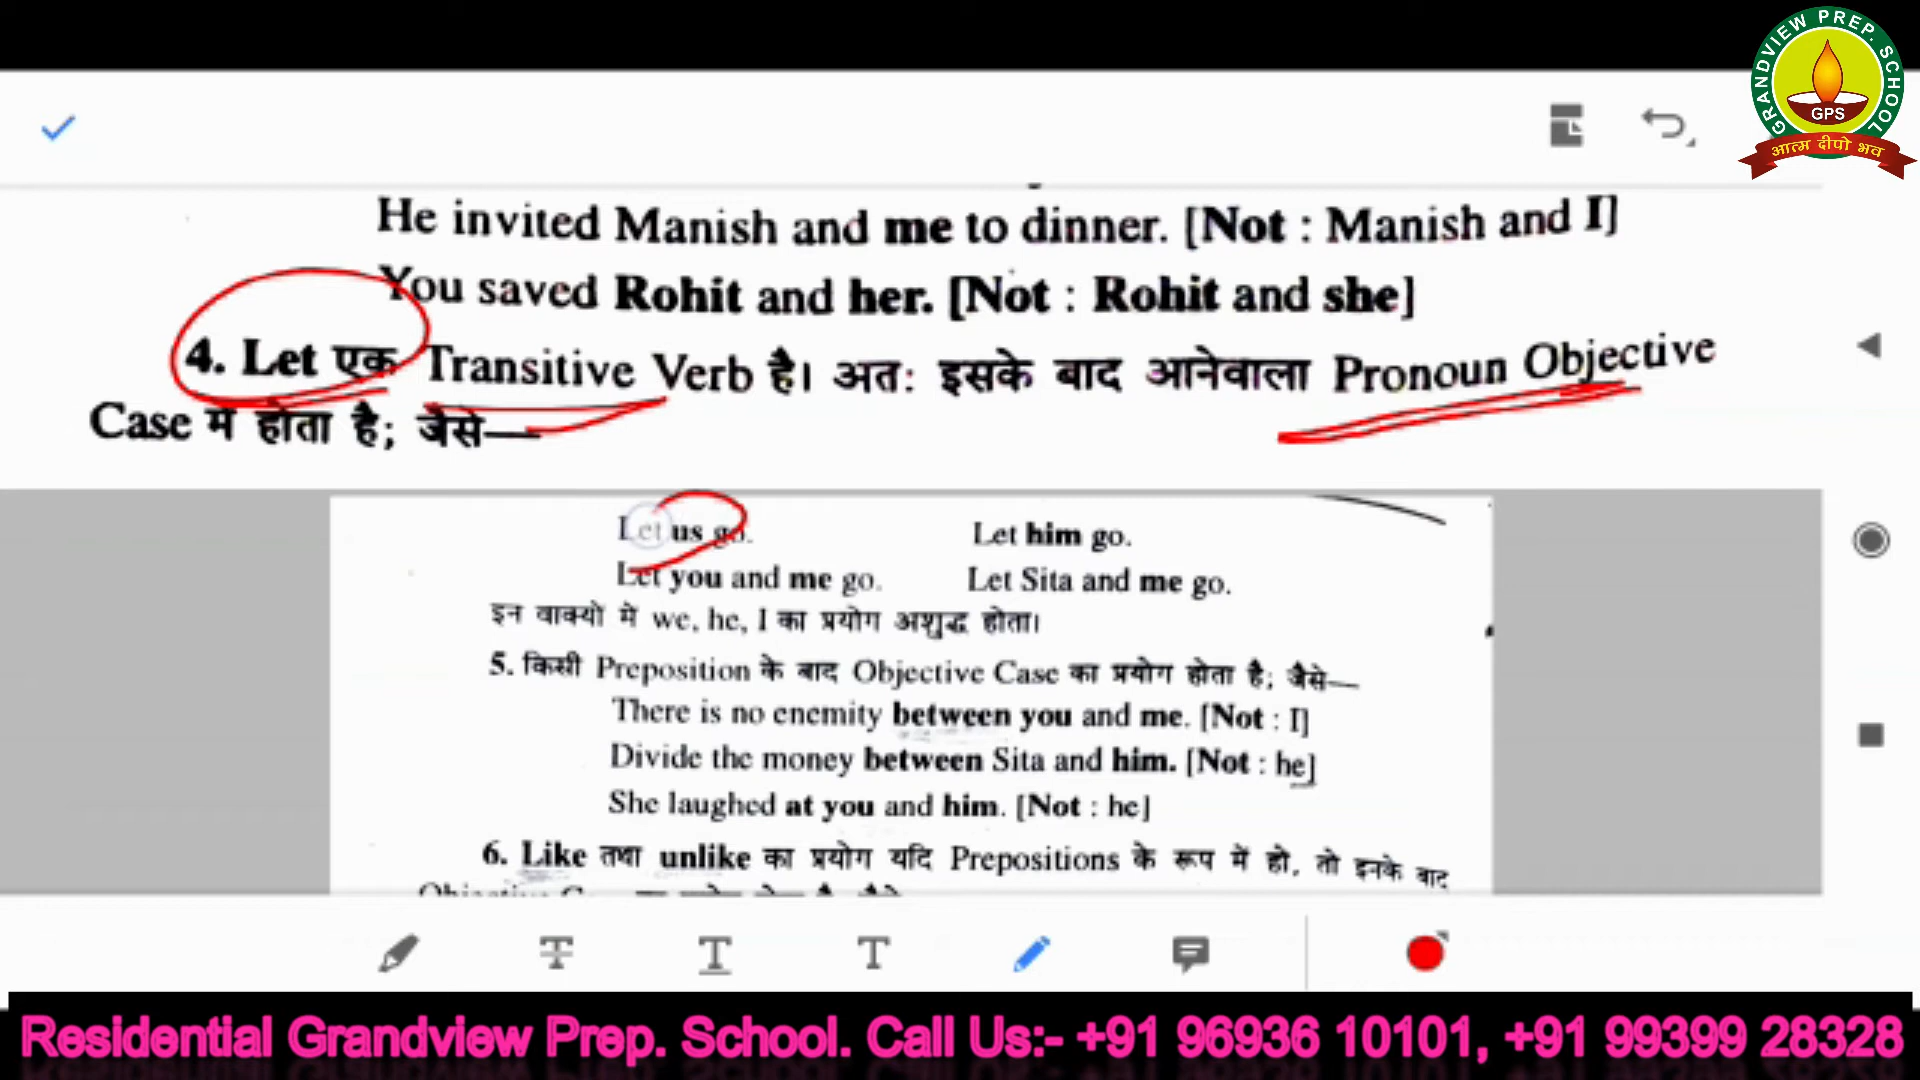 GRANDVIEW PREP. SCHOOL
GPS
आत्म दीपो भव
He invited Manish and me to dinner. [Not : Manish and I]
You saved Rohit and her. [Not : Rohit and she]
4. Let एक Transitive Verb है। अतः इसके बाद आनेवाला Pronoun Objective
Case में होता है; जैसे—
Let us go. Let him go.
Let you and me go. Let Sita and me go.
इन वाक्यों में we, he, I का प्रयोग अशुद्ध होता।
5. किसी Preposition के बाद Objective Case का प्रयोग होता है; जैसे—
There is no enemity between you and me. [Not : I]
Divide the money between Sita and him. [Not : he]
She laughed at you and him. [Not : he]
6. Like तथा unlike का प्रयोग यदि Prepositions के रूप में हो, तो इनके बाद
Residential Grandview Prep. School. Call Us:- +91 96936 10101, +91 99399 28328